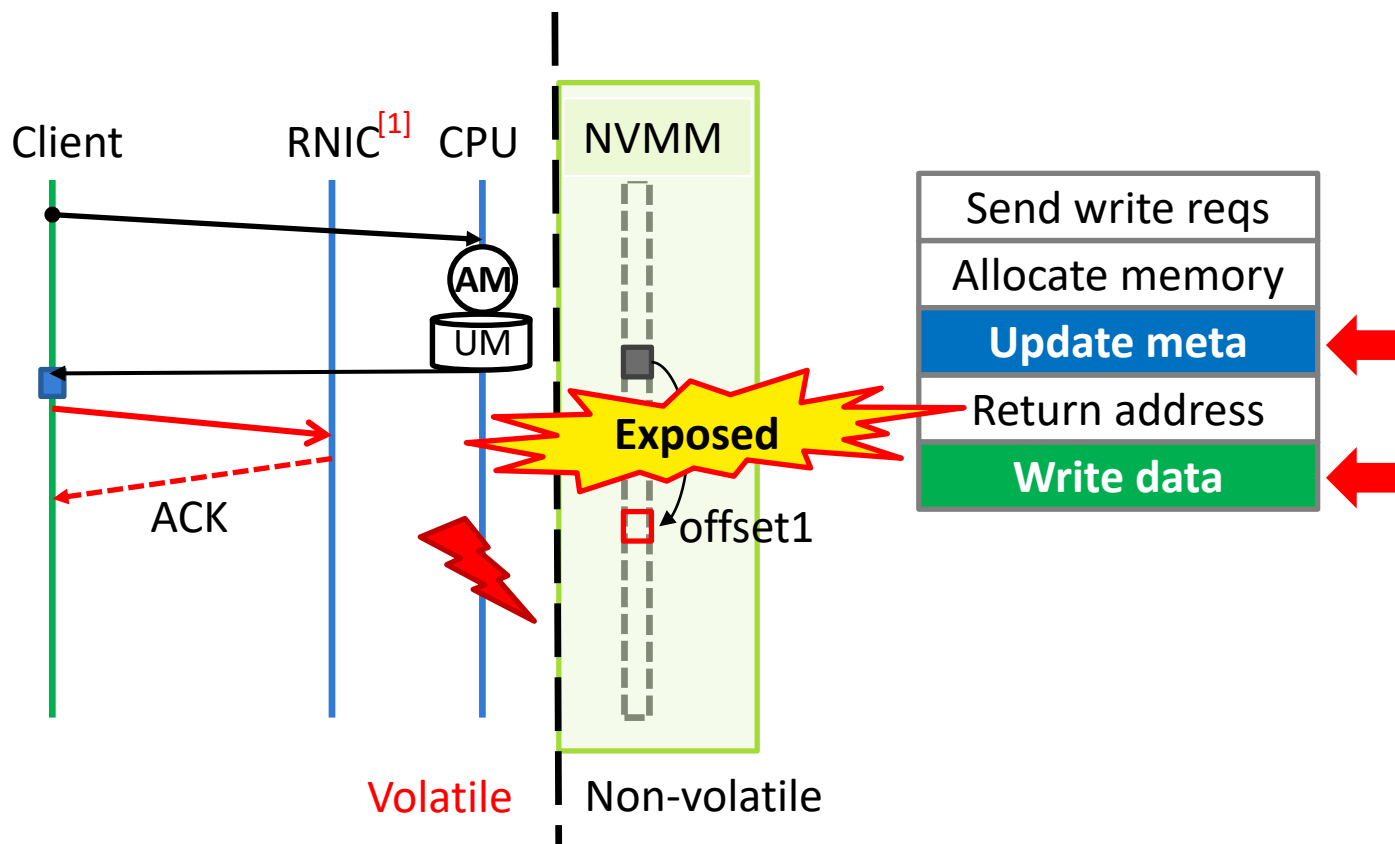 Client
RNIC[1]
CPU
NVMM
AM
UM
Exposed
ACK
offset1
Volatile
Non-volatile
Send write reqs
Allocate memory
Update meta
Return address
Write data